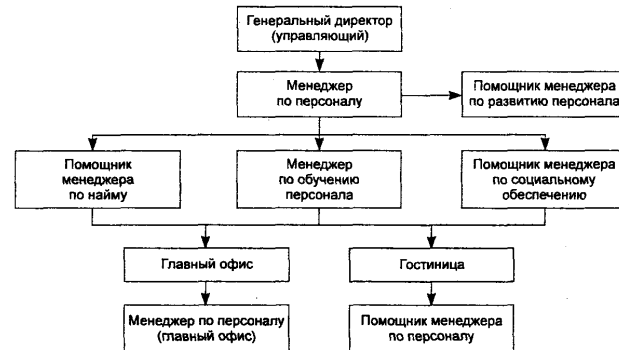 Генеральный директор
(управляющий)
Менеджер
по персоналу
Помощник менеджера
по развитию персонала
Помощник
менеджера
по найму
Менеджер
по обучению
персонала
Помощник менеджера
по социальному
обеспечению
Главный офис
Гостиница
Менеджер по персоналу
(главный офис)
Помощник менеджера
по персоналу